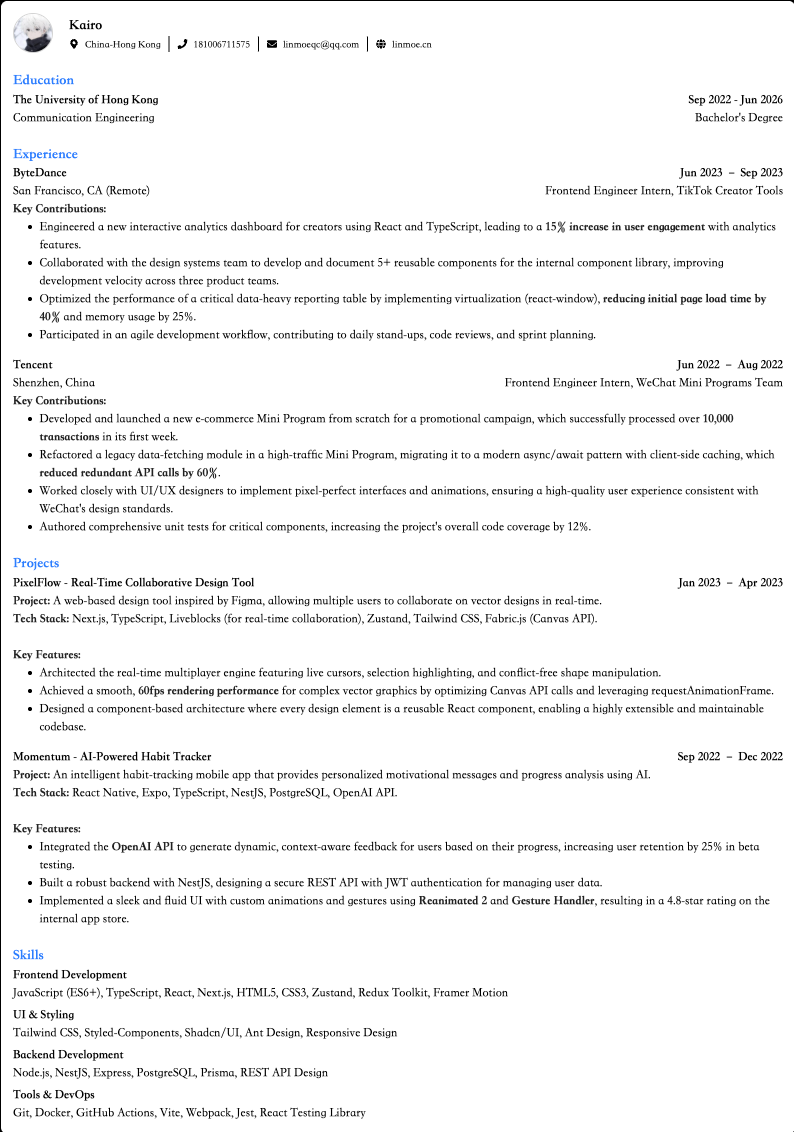 Kairo
China-Hong Kong | 181006711575 | linmoeqc@qq.com | linmoe.cn
Education
The University of Hong Kong Sep 2022 - Jun 2026
Communication Engineering Bachelor's Degree
Experience
ByteDance Jun 2023 – Sep 2023
San Francisco, CA (Remote) Frontend Engineer Intern, TikTok Creator Tools
Key Contributions:
• Engineered a new interactive analytics dashboard for creators using React and TypeScript, leading to a 15% increase in user engagement with analytics
features.
• Collaborated with the design systems team to develop and document 5+ reusable components for the internal component library, improving
development velocity across three product teams.
• Optimized the performance of a critical data-heavy reporting table by implementing virtualization (react-window), reducing initial page load time by
40% and memory usage by 25%.
• Participated in an agile development workflow, contributing to daily stand-ups, code reviews, and sprint planning.
Tencent Jun 2022 – Aug 2022
Shenzhen, China Frontend Engineer Intern, WeChat Mini Programs Team
Key Contributions:
• Developed and launched a new e-commerce Mini Program from scratch for a promotional campaign, which successfully processed over 10,000
transactions in its first week.
• Refactored a legacy data-fetching module in a high-traffic Mini Program, migrating it to a modern async/await pattern with client-side caching, which
reduced redundant API calls by 60%.
• Worked closely with UI/UX designers to implement pixel-perfect interfaces and animations, ensuring a high-quality user experience consistent with
WeChat's design standards.
• Authored comprehensive unit tests for critical components, increasing the project's overall code coverage by 12%.
Projects
PixelFlow - Real-Time Collaborative Design Tool Jan 2023 – Apr 2023
Project: A web-based design tool inspired by Figma, allowing multiple users to collaborate on vector designs in real-time.
Tech Stack: Next.js, TypeScript, Liveblocks (for real-time collaboration), Zustand, Tailwind CSS, Fabric.js (Canvas API).
Key Features:
• Architected the real-time multiplayer engine featuring live cursors, selection highlighting, and conflict-free shape manipulation.
• Achieved a smooth, 60fps rendering performance for complex vector graphics by optimizing Canvas API calls and leveraging requestAnimationFrame.
• Designed a component-based architecture where every design element is a reusable React component, enabling a highly extensible and maintainable
codebase.
Momentum - AI-Powered Habit Tracker Sep 2022 – Dec 2022
Project: An intelligent habit-tracking mobile app that provides personalized motivational messages and progress analysis using AI.
Tech Stack: React Native, Expo, TypeScript, NestJS, PostgreSQL, OpenAI API.
Key Features:
• Integrated the OpenAI API to generate dynamic, context-aware feedback for users based on their progress, increasing user retention by 25% in beta
testing.
• Built a robust backend with NestJS, designing a secure REST API with JWT authentication for managing user data.
• Implemented a sleek and fluid UI with custom animations and gestures using Reanimated 2 and Gesture Handler, resulting in a 4.8-star rating on the
internal app store.
Skills
Frontend Development
JavaScript (ES6+), TypeScript, React, Next.js, HTML5, CSS3, Zustand, Redux Toolkit, Framer Motion
UI & Styling
Tailwind CSS, Styled-Components, Shadcn/UI, Ant Design, Responsive Design
Backend Development
Node.js, NestJS, Express, PostgreSQL, Prisma, REST API Design
Tools & DevOps
Git, Docker, GitHub Actions, Vite, Webpack, Jest, React Testing Library